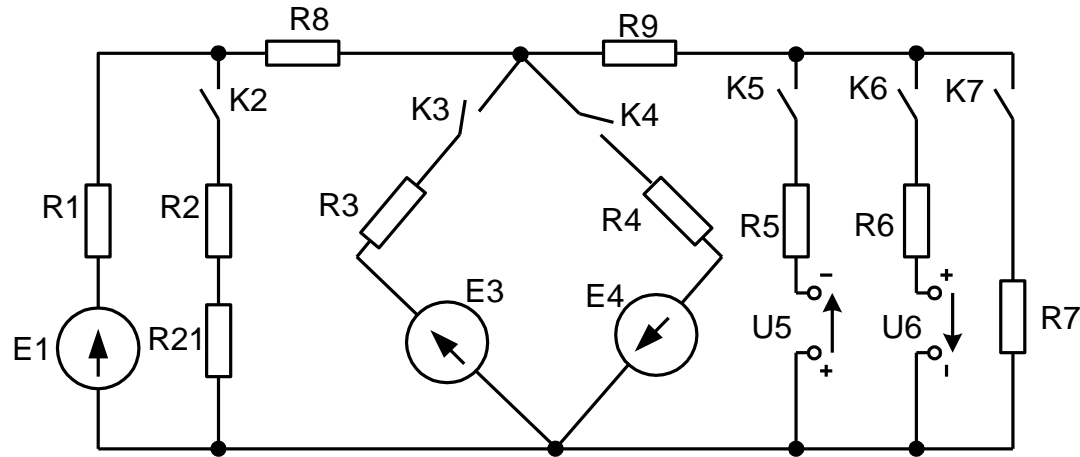 R8
R9
K2
K3
K4
K5
K6
K7
R1
R2
R3
R4
R5
R6
E3
E4
−
+
E1
R21
U5
U6
R7
+
−